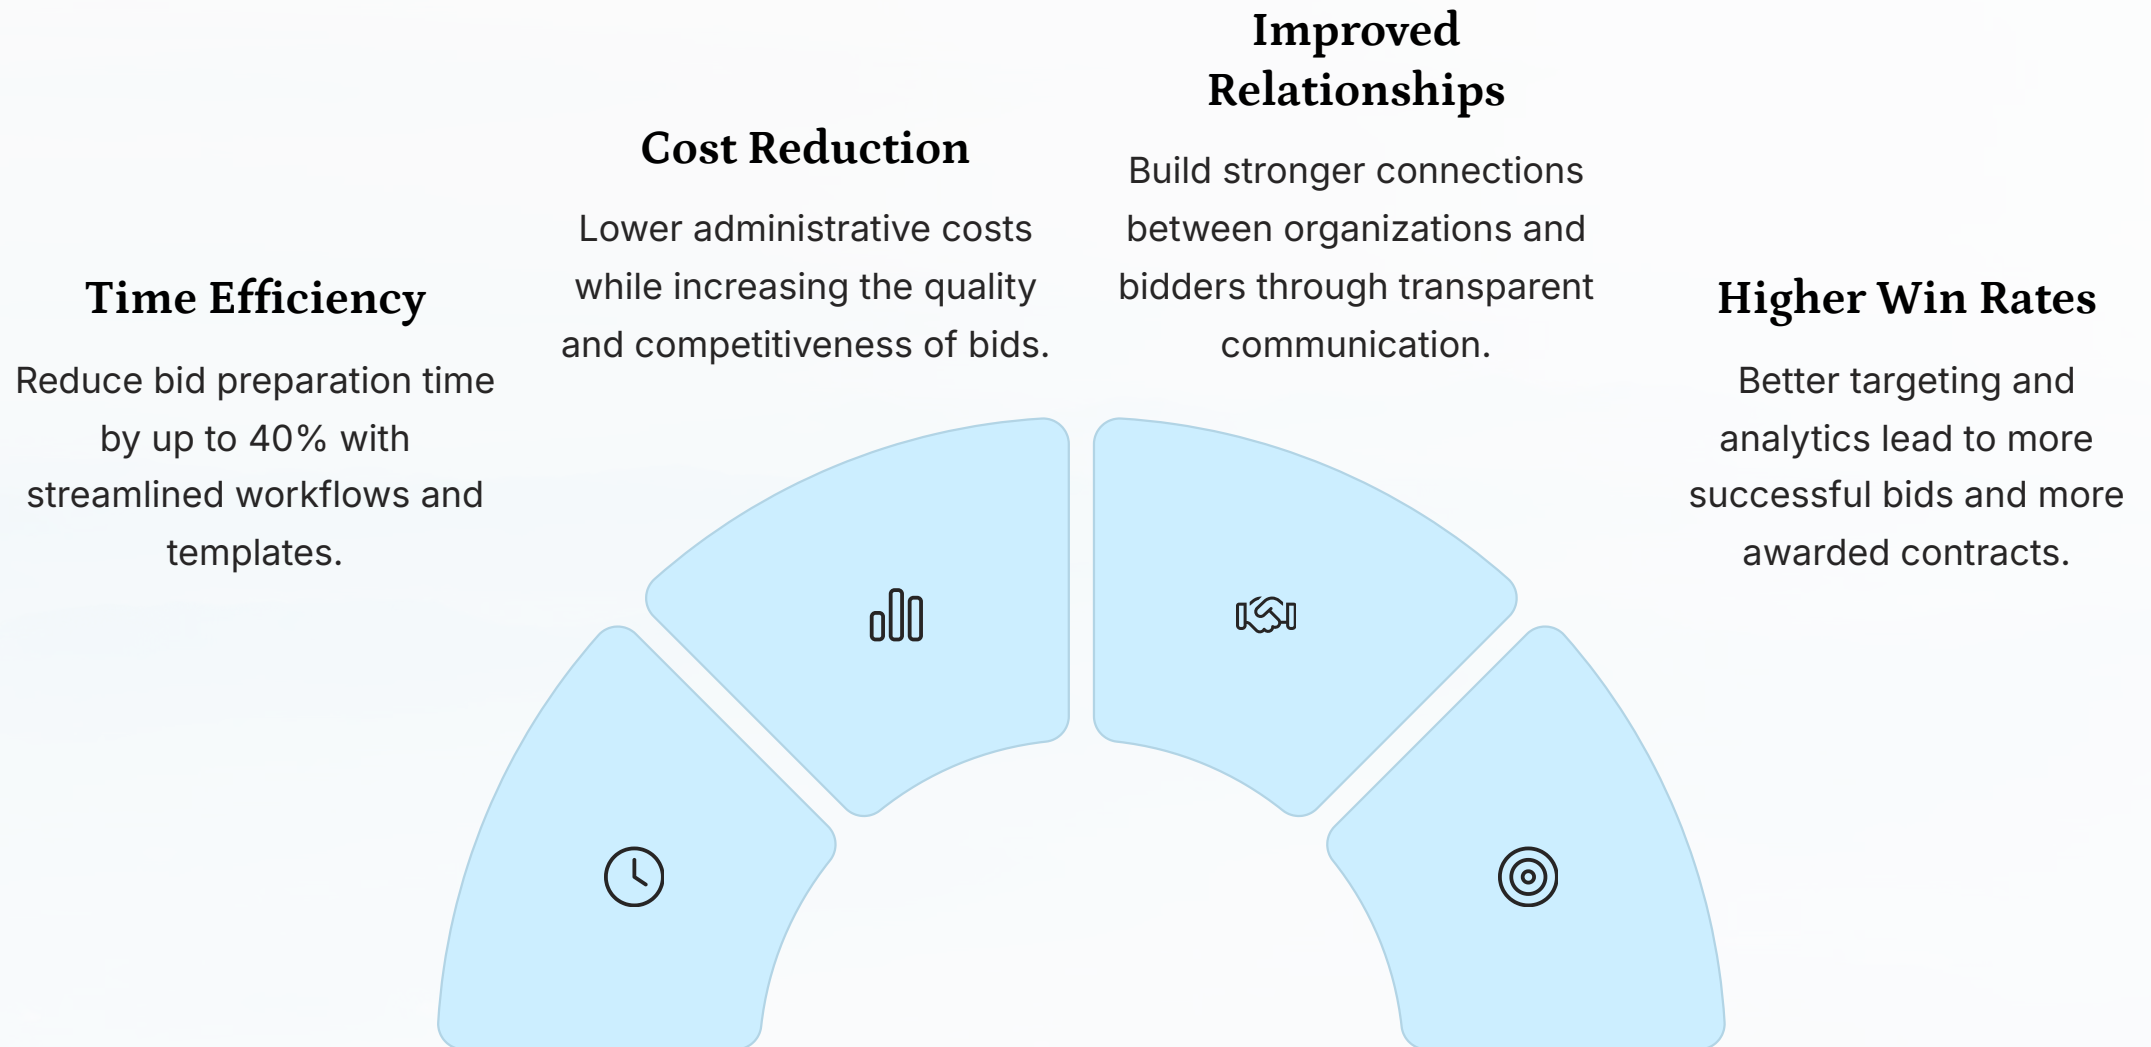 Time Efficiency
Reduce bid preparation time
by up to 40% with
streamlined workflows and
templates.
Cost Reduction
Lower administrative costs
while increasing the quality
and competitiveness of bids.
Improved
Relationships
Build stronger connections
between organizations and
bidders through transparent
communication.
Higher Win Rates
Better targeting and
analytics lead to more
successful bids and more
awarded contracts.